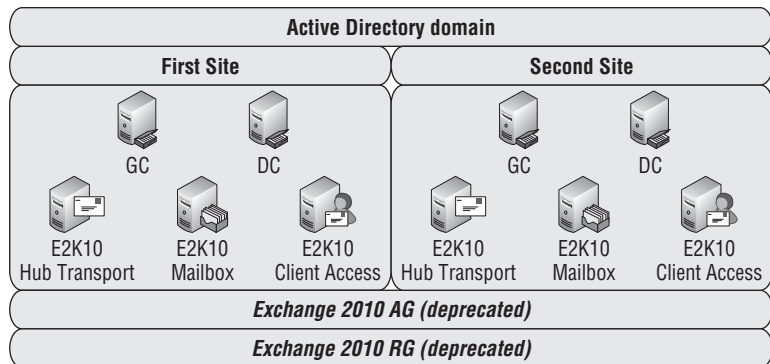 Active Directory domain
First Site
Second Site
GC
DC
GC
DC
E2K10
Hub Transport
E2K10
Mailbox
E2K10
Client Access
E2K10
Hub Transport
E2K10
Mailbox
E2K10
Client Access
Exchange 2010 AG (deprecated)
Exchange 2010 RG (deprecated)